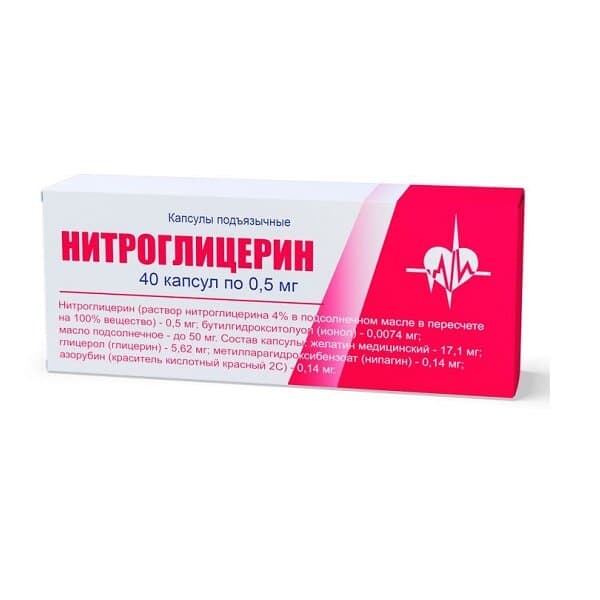 Капсулы подъязычные
НИТРОГЛИЦЕРИН
40 капсул по 0,5 мг
Нитроглицерин (раствор нитроглицерина 4% в подсолнечном масле в пересчете
на 100% вещество) - 0,5 мг; бутилгидрокситолуол (ионол) - 0,0074 мг;
масло подсолнечное - до 50 мг. Состав капсулы: желатин медицинский - 17,1 мг;
глицерол (глицерин) - 5,62 мг; метилпарагидроксибензоат (нипагин) - 0,14 мг;
азорубин (краситель кислотный красный 2С) - 0,14 мг.